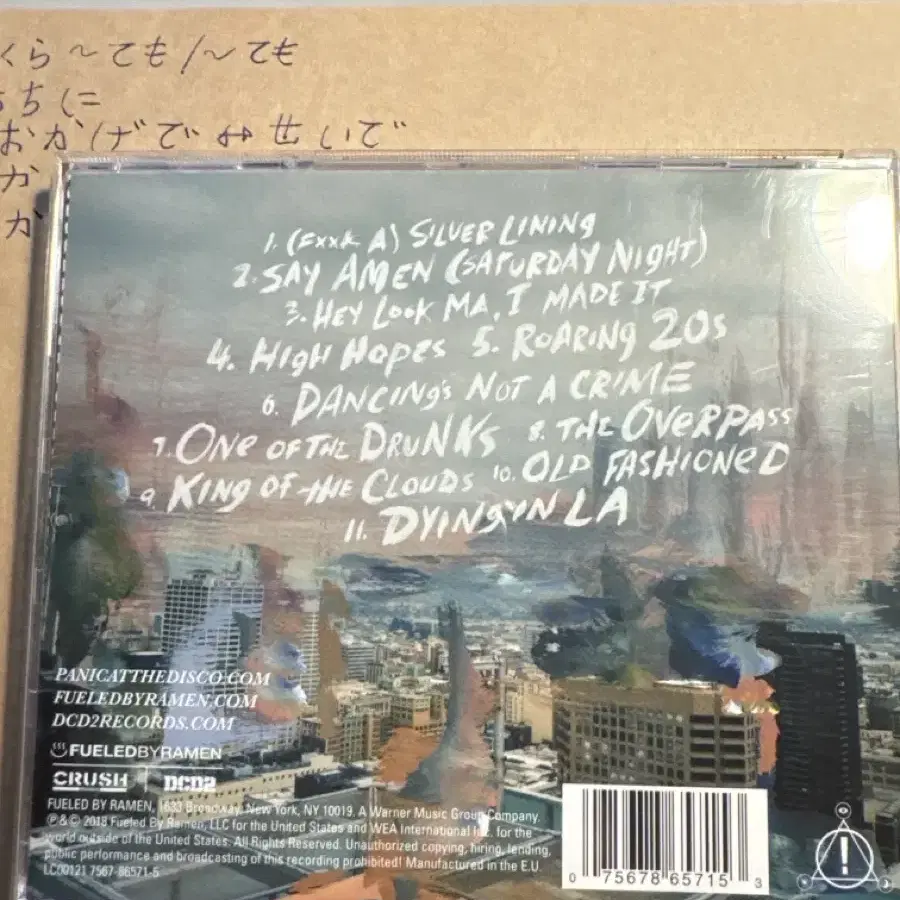 くら〜ても/〜ても
ちに
おかげで⇔せいで
か
か
1. (Fxxk A) SILVER LINING
2. SAY AMEN (SATURDAY NIGHT)
3. HEY LOOK MA, I MADE IT
4. HIGH HOPES 5. ROARING 20s
6. DANCING'S NOT A CRIME
7. ONE OF THE DRUNKS 8. THE OVERPASS
9. KING OF THE CLOUDS 10. OLD FASHIONED
11. DYING IN LA
PANICATTHEDISCO.COM
FUELEDBYRAMEN.COM
DCD2RECORDS.COM
FUELEDBYRAMEN
CRUSH DCD2
FUELED BY RAMEN, 1633 Broadway, New York, NY 10019. A Warner Music Group Company.
℗&© 2018 Fueled By Ramen, LLC for the United States and WEA International Inc. for the
world outside of the United States. All Rights Reserved. Unauthorized copying, hiring, lending,
public performance and broadcasting of this recording prohibited! Manufactured in the E.U.
LC00121 7567-86571-5
0 75678 65715 3